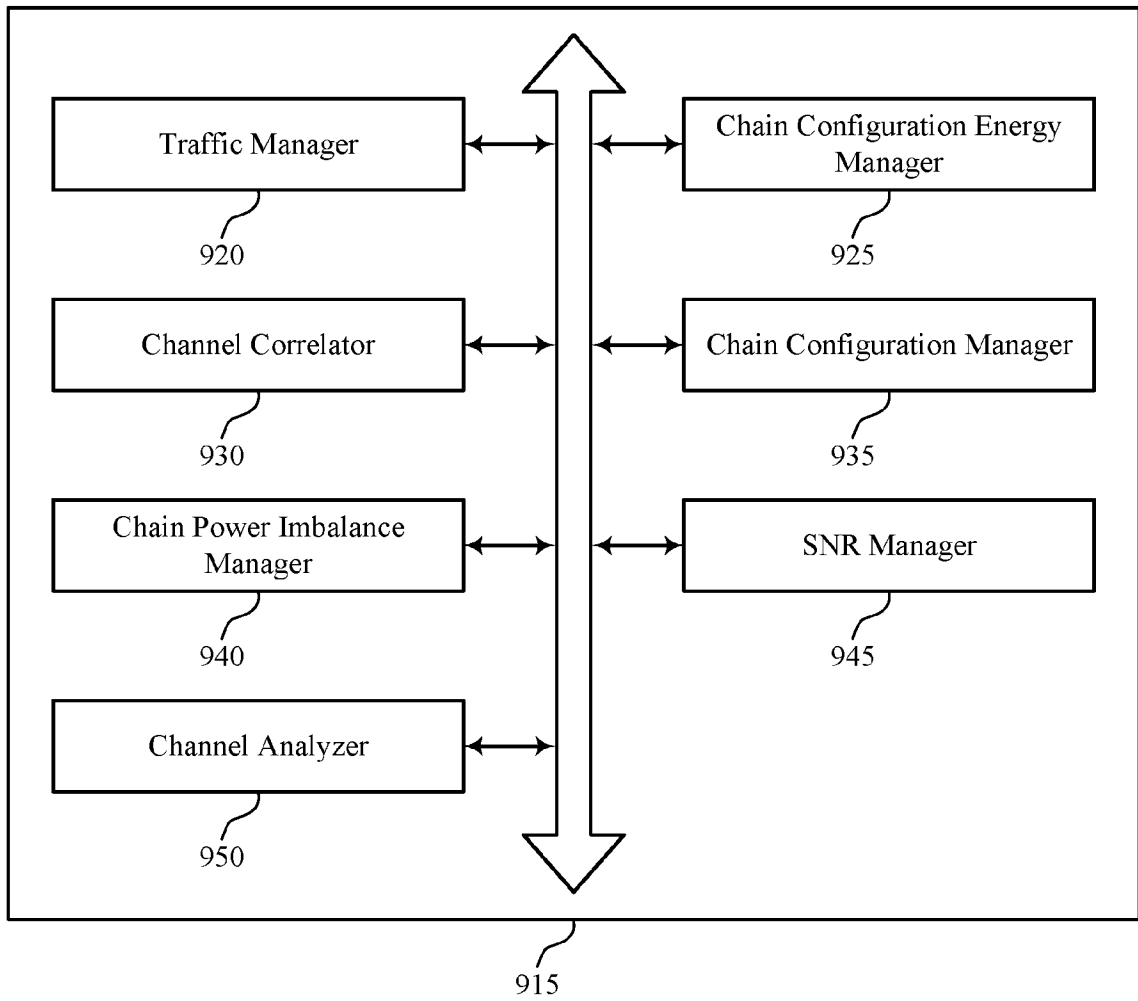 Traffic Manager
920
Chain Configuration Energy
Manager
925
Channel Correlator
930
Chain Configuration Manager
935
Chain Power Imbalance
Manager
940
SNR Manager
945
Channel Analyzer
950
915